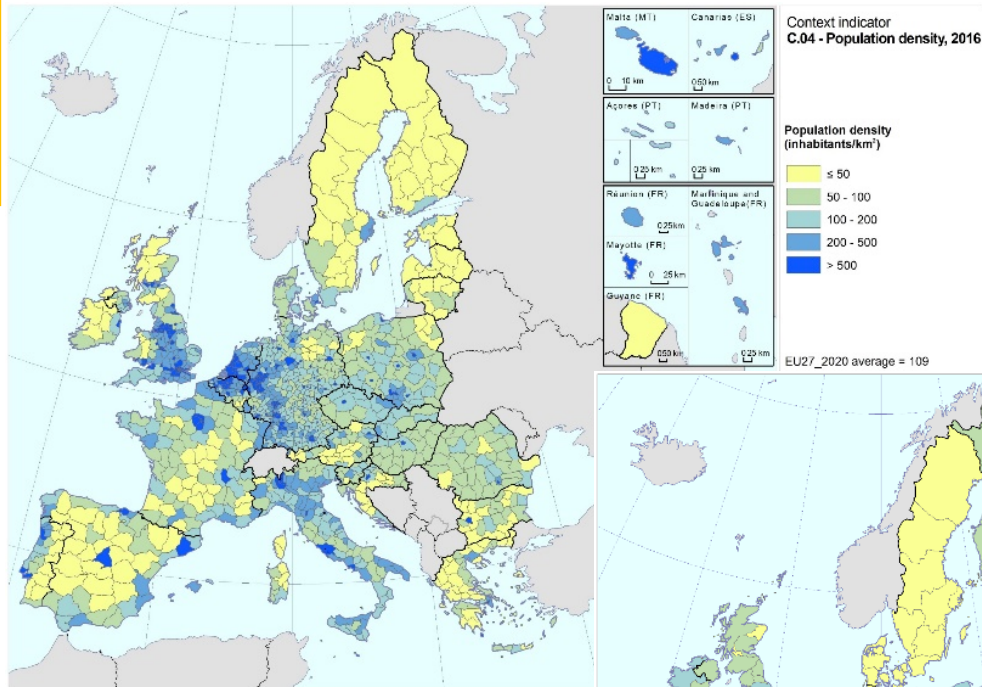 Context indicator
C.04 - Population density, 2016
Malta (MT)
0 10 km
Canarias (ES)
0 50 km
Açores (PT)
0 25 km
Madeira (PT)
0 25 km
Réunion (FR)
0 25 km
Mayotte (FR)
0 25 km
Guyane (FR)
0 50 km
Martinique and
Guadeloupe (FR)
0 25 km
Population density
(inhabitants/km²)
≤ 50
50 - 100
100 - 200
200 - 500
> 500
EU27_2020 average = 109